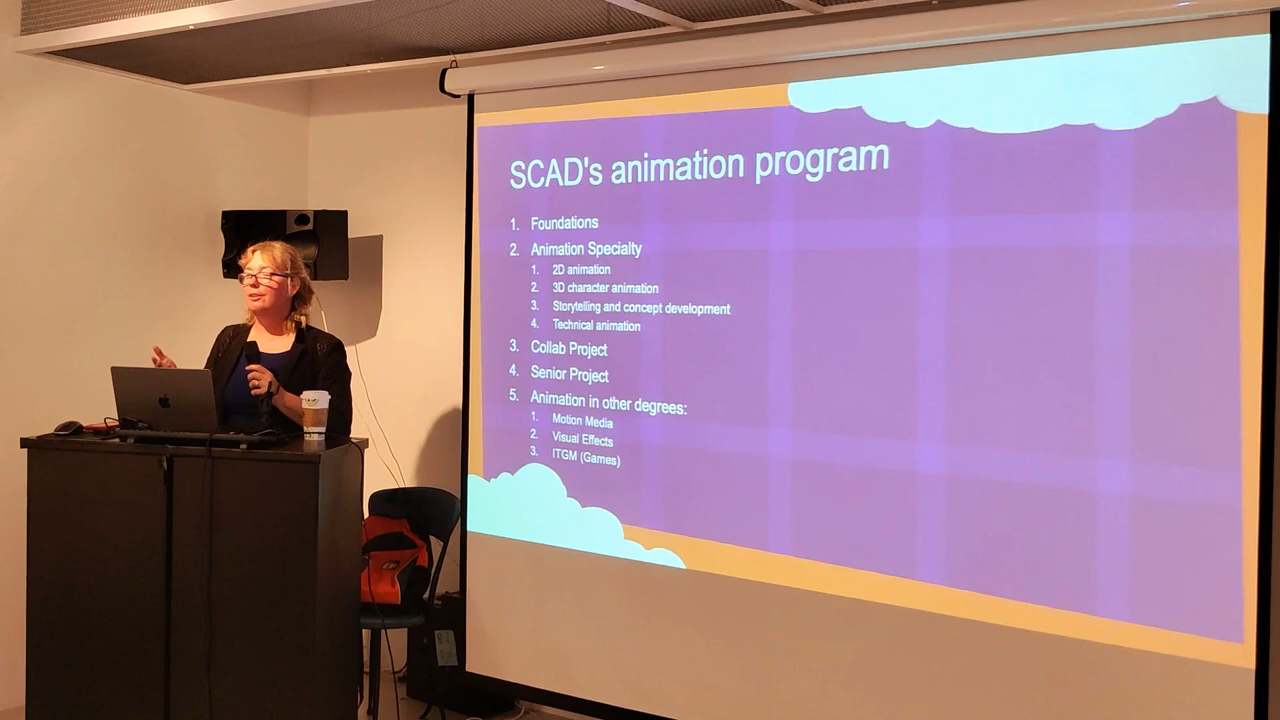 SCAD's animation program
1. Foundations
2. Animation Specialty
1. 2D animation
2. 3D character animation
3. Storytelling and concept development
4. Technical animation
3. Collab Project
4. Senior Project
5. Animation in other degrees:
1. Motion Media
2. Visual Effects
3. ITGM (Games)